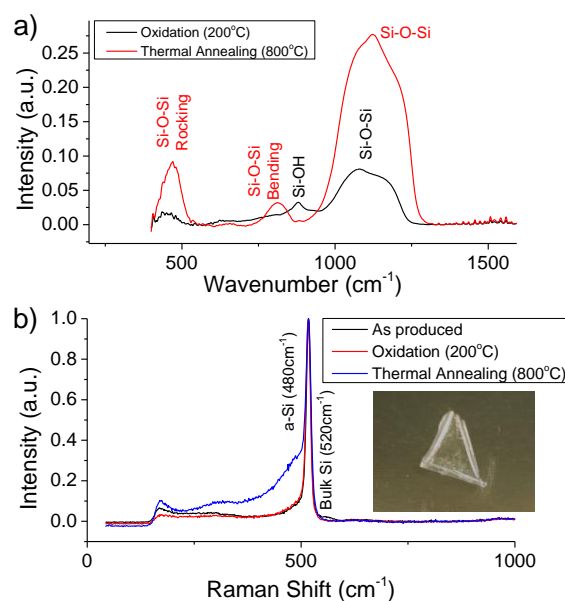 a)
Oxidation (200°C)
Thermal Annealing (800°C)
Si-O-Si
Si-O-Si
Rocking
Si-O-Si
Bending
Si-OH
Si-O-Si
0.25
0.20
0.15
0.10
0.05
0.00
Intensity (a.u.)
500
1000
1500
Wavenumber (cm⁻¹)
b)
As produced
Oxidation (200°C)
Thermal Annealing (800°C)
a-Si (480cm⁻¹)
Bulk Si (520cm⁻¹)
1.0
0.8
0.6
0.4
0.2
0.0
Intensity (a.u.)
500
1000
Raman Shift (cm⁻¹)